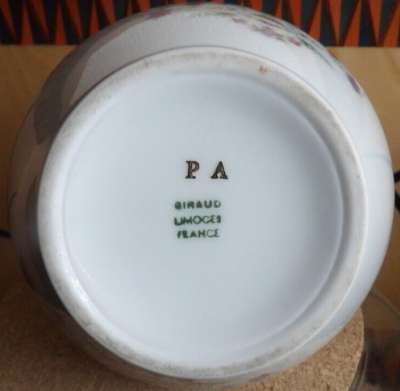 P A
GIRAUD
LIMOGES
FRANCE